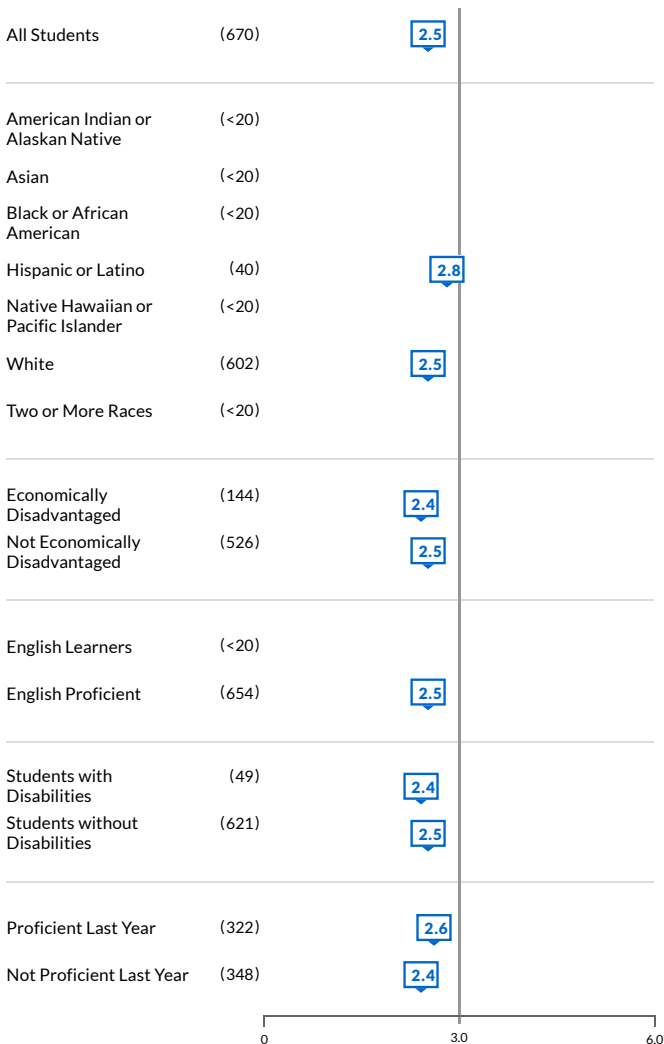 All Students (670) 2.5
American Indian or (<20)
Alaskan Native
Asian (<20)
Black or African (<20)
American
Hispanic or Latino (40) 2.8
Native Hawaiian or (<20)
Pacific Islander
White (602) 2.5
Two or More Races (<20)
Economically (144) 2.4
Disadvantaged
Not Economically (526) 2.5
Disadvantaged
English Learners (<20)
English Proficient (654) 2.5
Students with (49) 2.4
Disabilities
Students without (621) 2.5
Disabilities
Proficient Last Year (322) 2.6
Not Proficient Last Year (348) 2.4
0 3.0 6.0